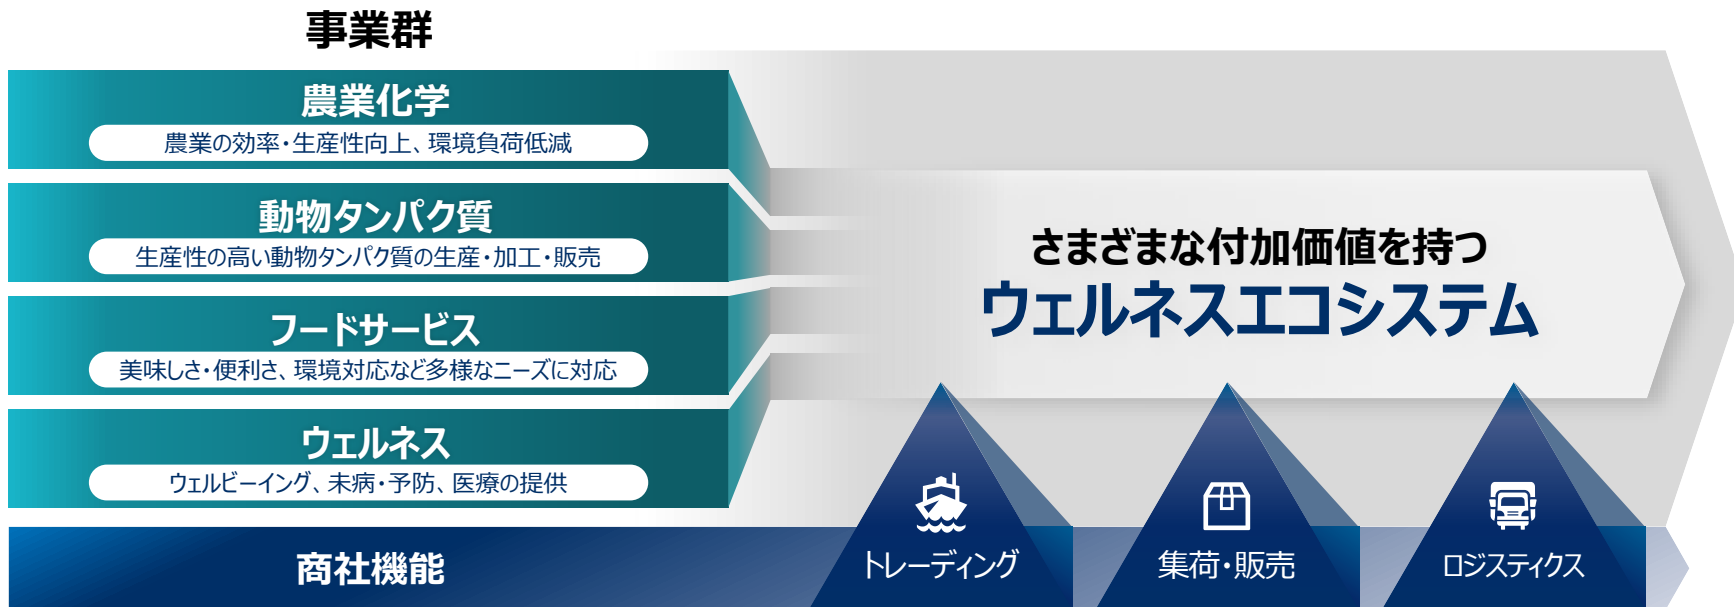 事業群
農業化学
農業の効率・生産性向上、環境負荷低減
動物タンパク質
生産性の高い動物タンパク質の生産・加工・販売
フードサービス
美味しさ・便利さ、環境対応など多様なニーズに対応
ウェルネス
ウェルビーイング、未病・予防、医療の提供
さまざまな付加価値を持つ
ウェルネスエコシステム
商社機能
トレーディング
集荷・販売
ロジスティクス